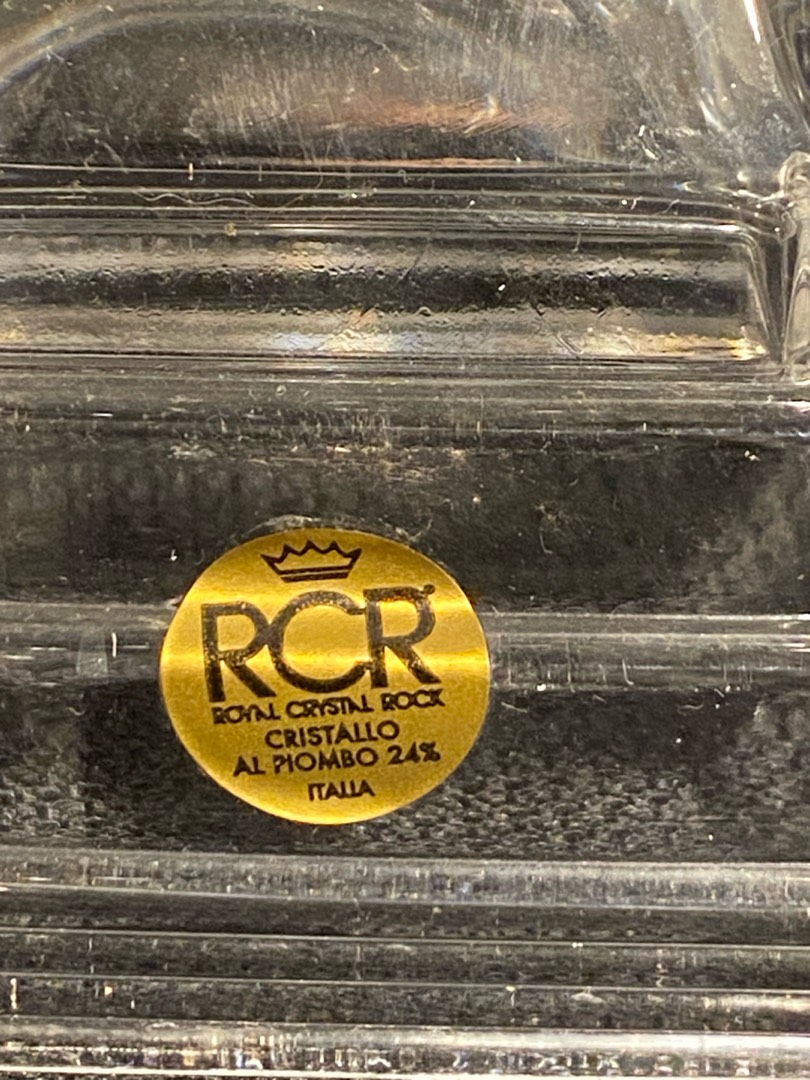 RCR
ROYAL CRYSTAL ROCK
CRISTALLO
AL PIOMBO 24%
ITALIA